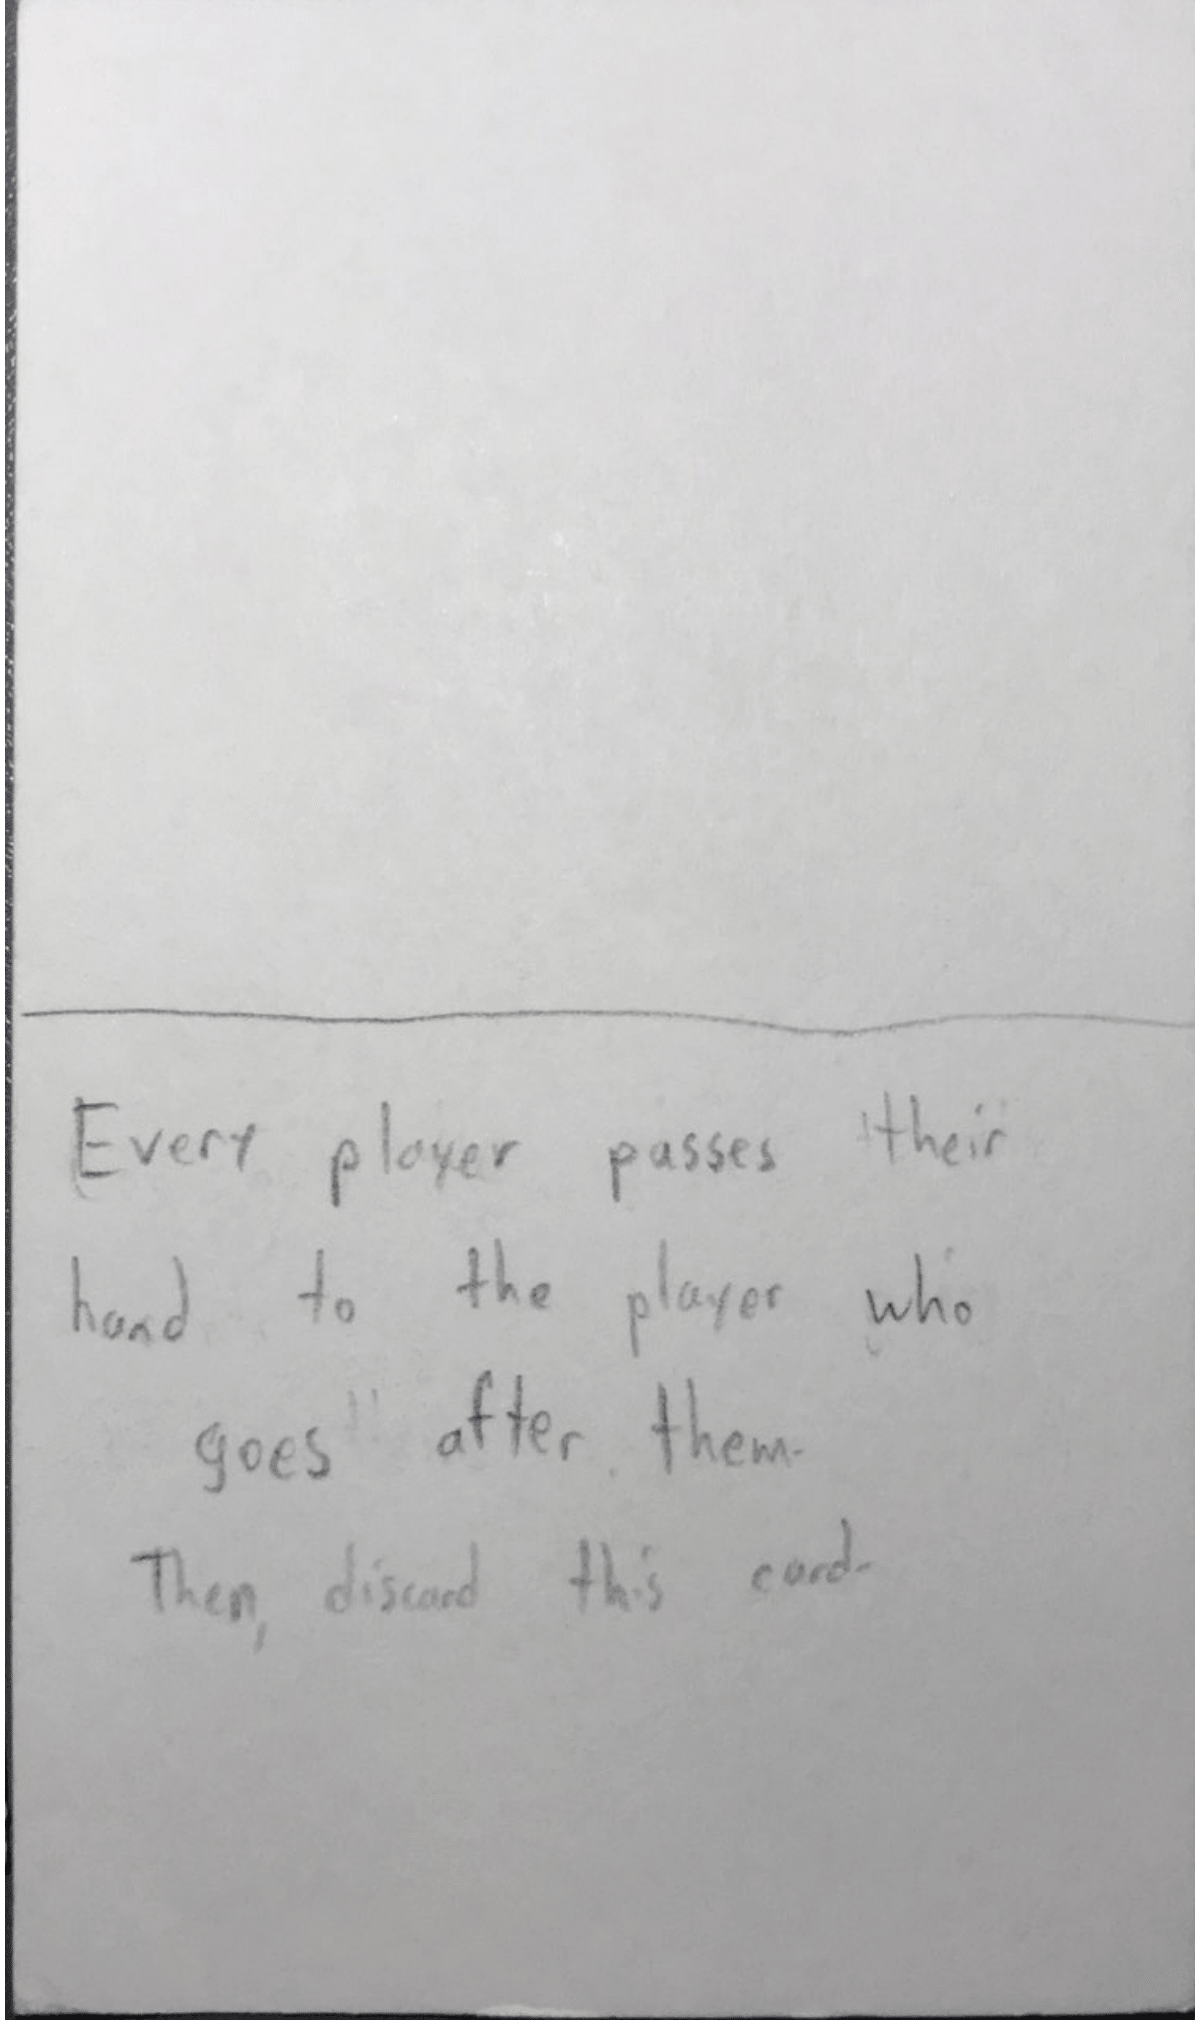 Every player passes their
hand to the player who
goes after them.
Then, discard this card.